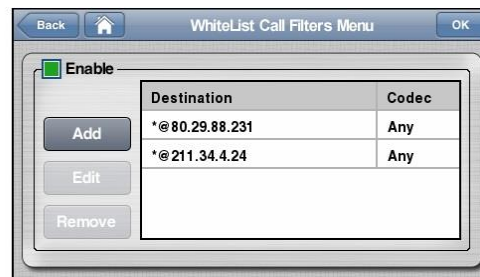 Back
WhiteList Call Filters Menu
OK
Enable
Destination Codec
*@80.29.88.231 Any
*@211.34.4.24 Any
Add
Edit
Remove